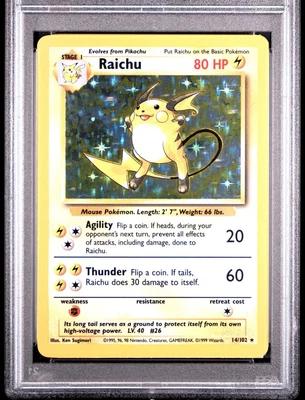 Evolves from Pikachu Put Raichu on the Basic Pokémon
STAGE 1 Raichu 80 HP
Mouse Pokémon. Length: 2' 7", Weight: 66 lbs.
Agility Flip a coin. If heads, during your
opponent's next turn, prevent all effects
of attacks, including damage, done to
Raichu.
20
Thunder Flip a coin. If tails,
Raichu does 30 damage to itself.
60
weakness resistance retreat cost
Its long tail serves as a ground to protect itself from its own
high-voltage power. LV. 40 #26
Illus. Ken Sugimori ©1995, 96, 98 Nintendo, Creatures, GAMEFREAK. ©1999 Wizards. 14/102 ★